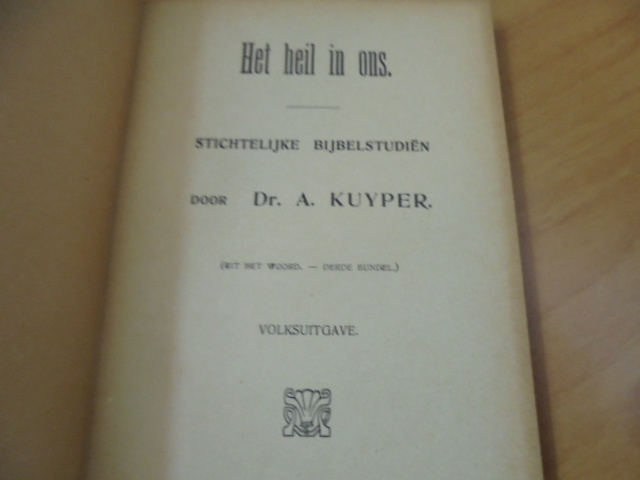 Het heil in ons.
STICHTELIJKE BIJBELSTUDIËN
DOOR Dr. A. KUYPER.
(UIT HET WOORD. — DERDE BUNDEL.)
VOLKSUITGAVE.